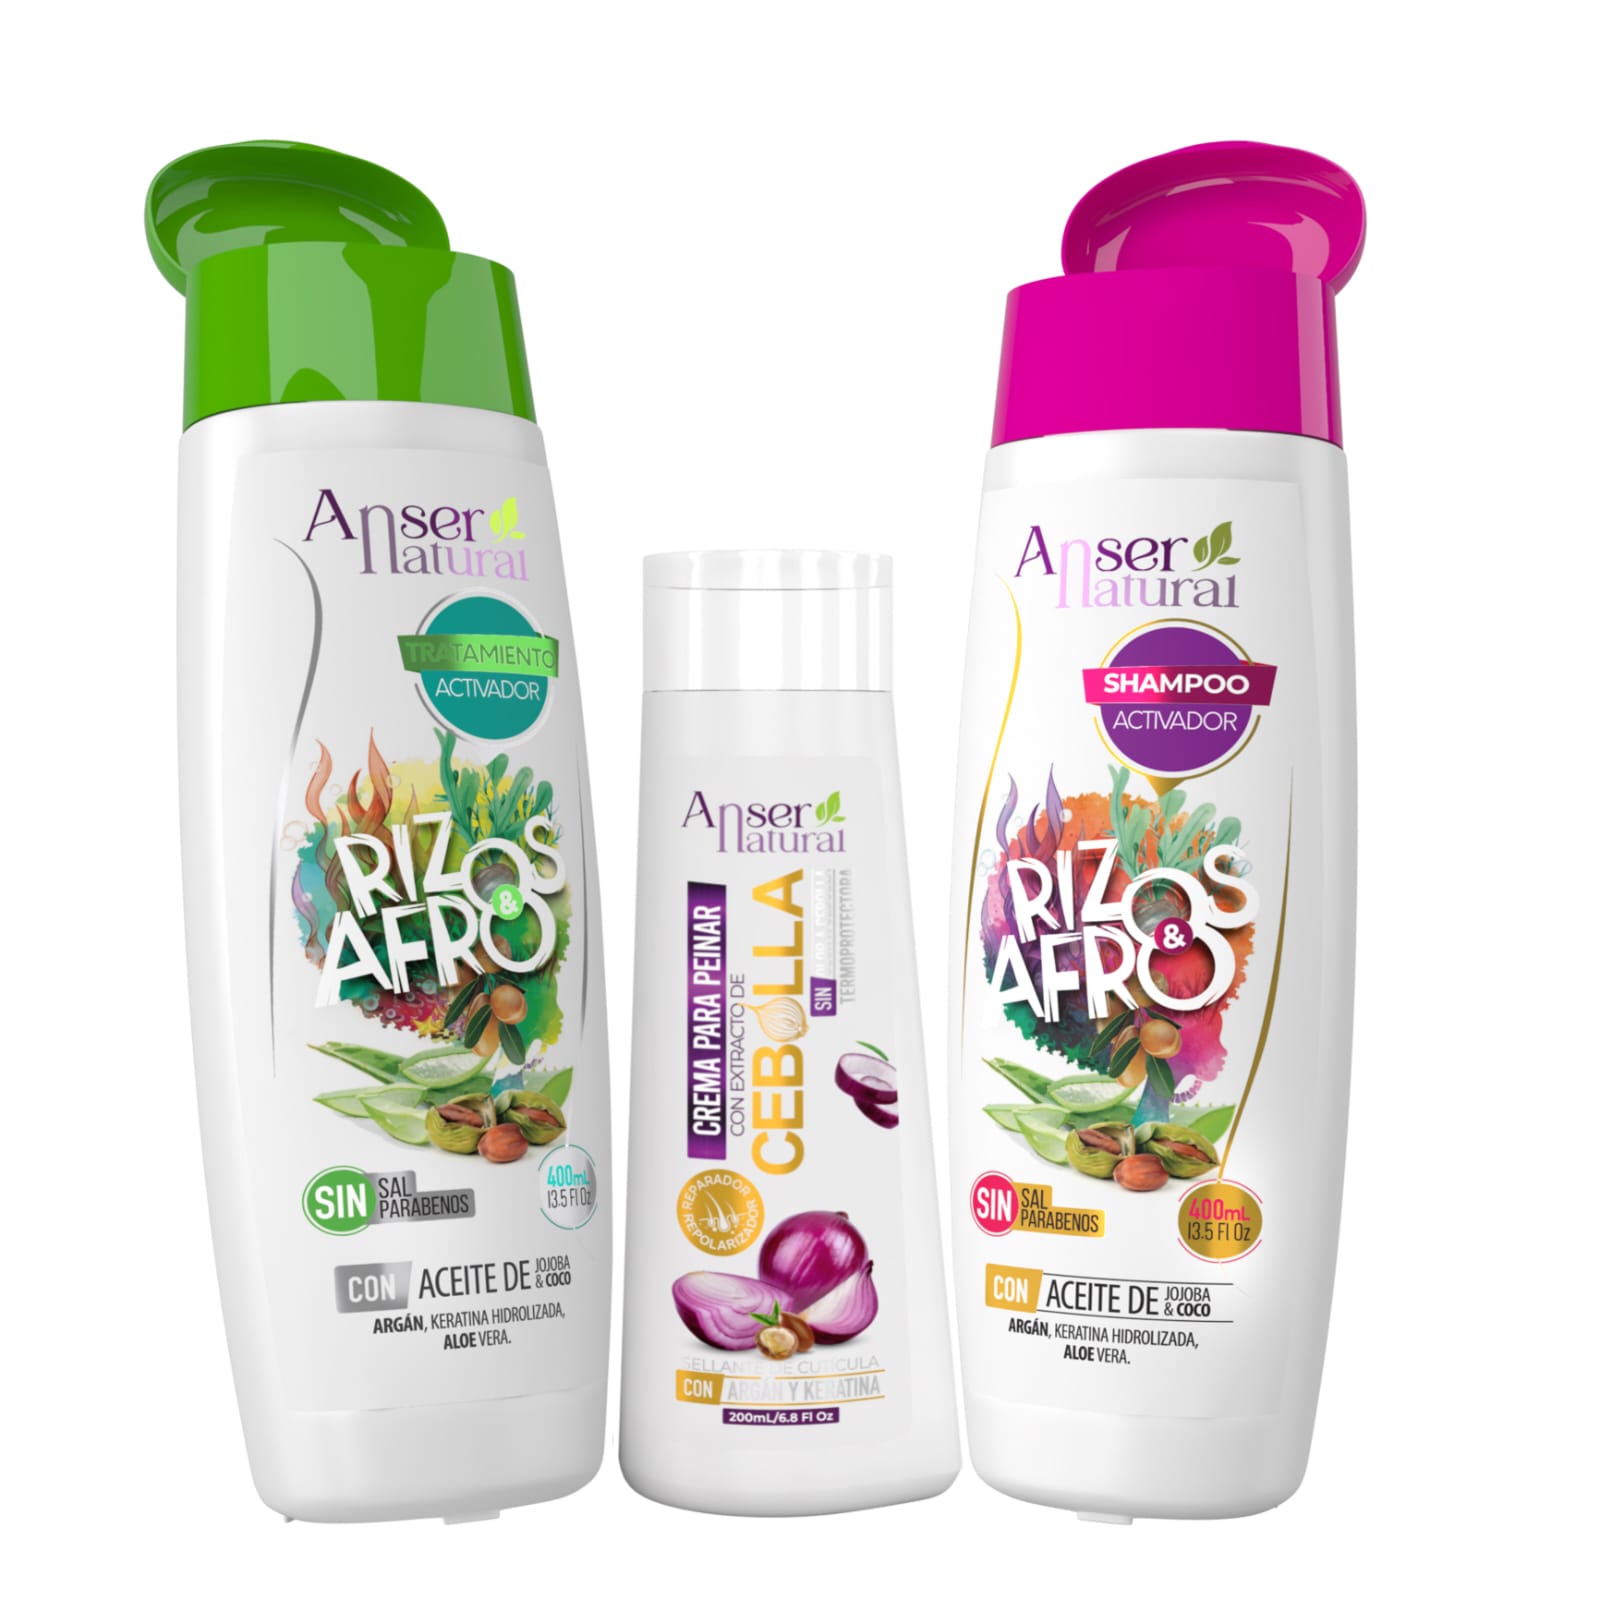 Anser
Natural
TRATAMIENTO
ACTIVADOR
RIZOS
&
AFRO
SIN SAL
PARABENOS
400mL
13.5 Fl Oz
CON ACEITE DE JOJOBA
& COCO
ARGÁN, KERATINA HIDROLIZADA,
ALOE VERA.
Anser
Natural
CREMA PARA PEINAR
CON EXTRACTO DE
CEBOLLA
SIN OLOR A CEBOLLA
TERMOPROTECTORA
REPARADOR
REPOLARIZADOR
SELLANTE DE CUTICULA
CON ARGÁN Y KERATINA
200mL/6.8 Fl Oz
Anser
Natural
SHAMPOO
ACTIVADOR
RIZOS
&
AFRO
SIN SAL
PARABENOS
400mL
13.5 Fl Oz
CON ACEITE DE JOJOBA
& COCO
ARGÁN, KERATINA HIDROLIZADA,
ALOE VERA.